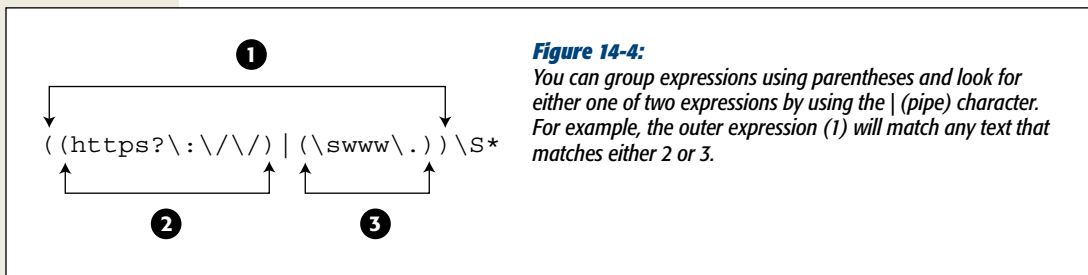 1
((https?\:\/\/)|(\swww\.))\S*
2 3
Figure 14-4:
You can group expressions using parentheses and look for
either one of two expressions by using the | (pipe) character.
For example, the outer expression (1) will match any text that
matches either 2 or 3.